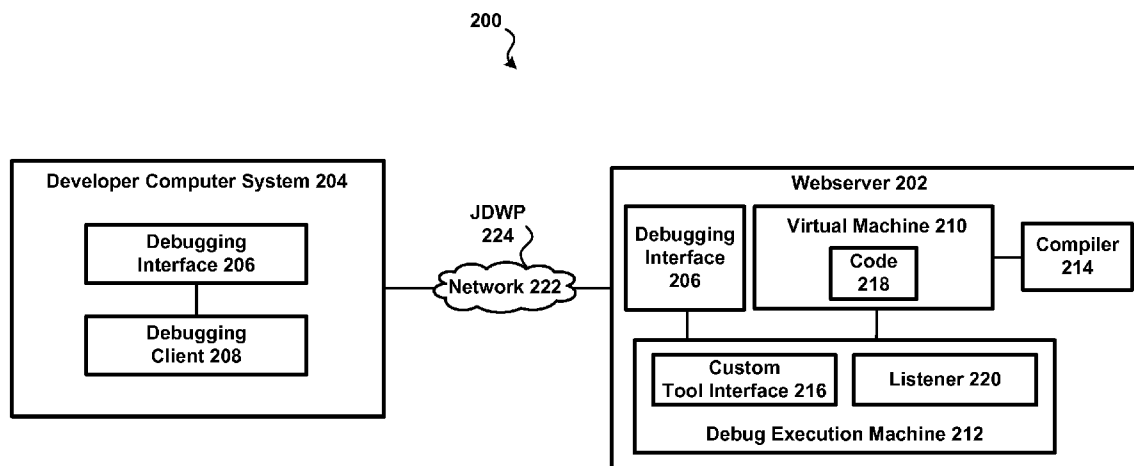 200
Developer Computer System 204
Debugging
Interface 206
Debugging
Client 208
JDWP
224
Network 222
Webserver 202
Debugging
Interface
206
Virtual Machine 210
Code
218
Compiler
214
Custom
Tool Interface 216
Listener 220
Debug Execution Machine 212